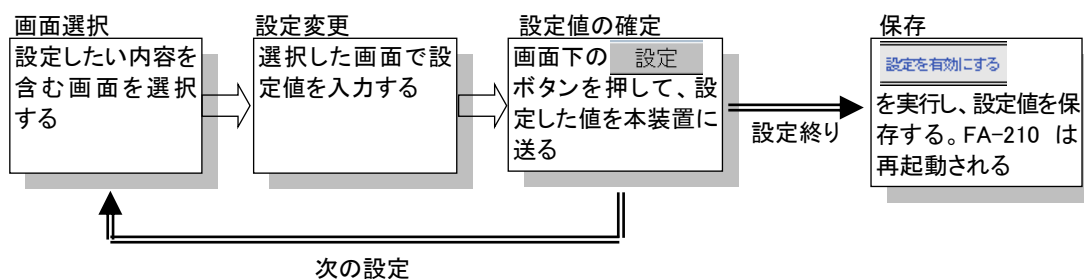 画面選択
設定したい内容を
含む画面を選択
する
設定変更
選択した画面で設
定値を入力する
設定値の確定
画面下の 設定
ボタンを押して、設
定した値を本装置に
送る
設定終り
保存
設定を有効にする
を実行し、設定値を保
存する。FA-210 は
再起動される
次の設定